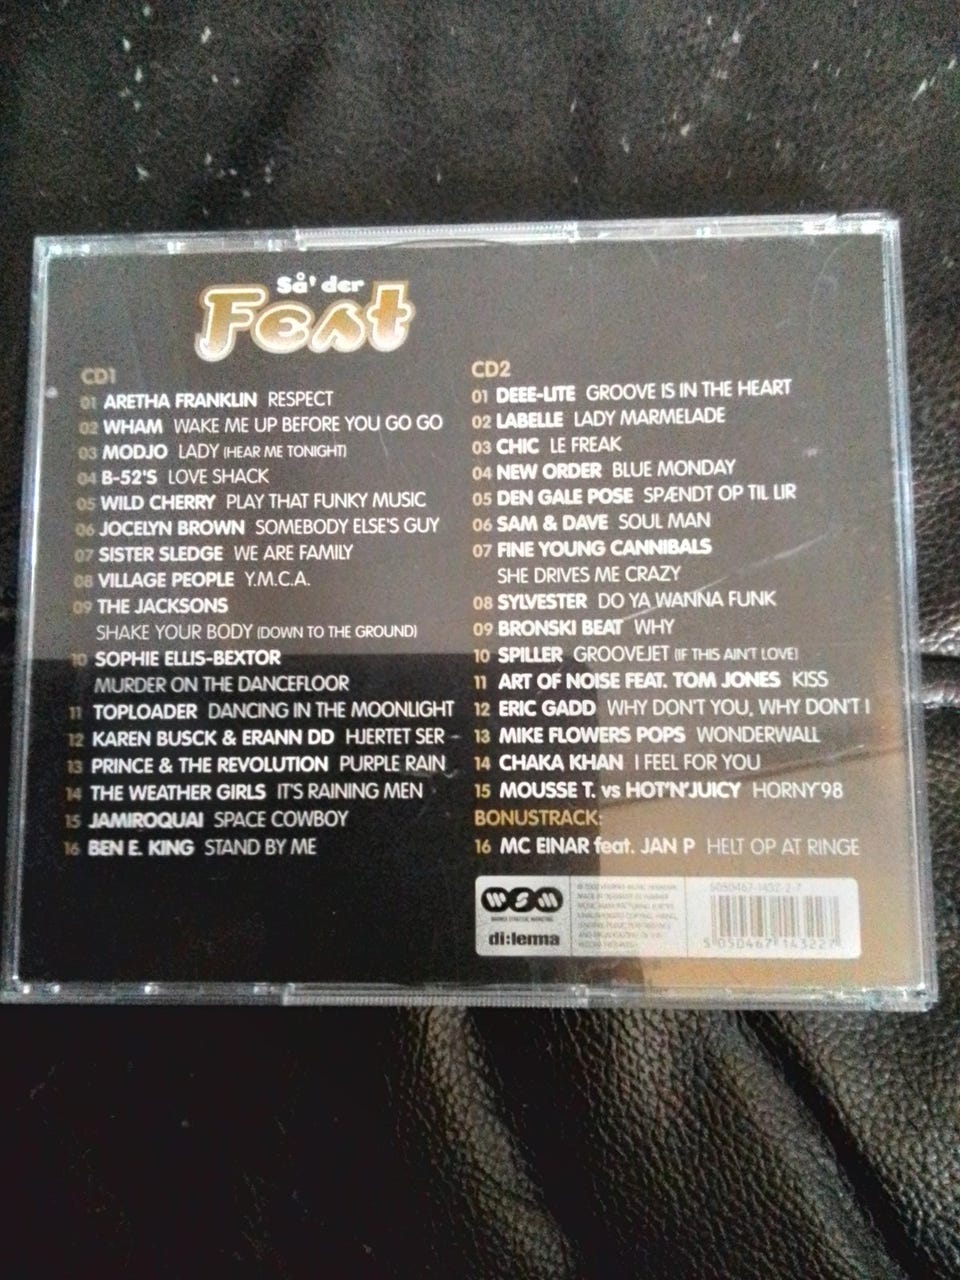 Så' der
Fest
CD1
01 ARETHA FRANKLIN RESPECT
02 WHAM WAKE ME UP BEFORE YOU GO GO
03 MODJO LADY (HEAR ME TONIGHT)
04 B-52'S LOVE SHACK
05 WILD CHERRY PLAY THAT FUNKY MUSIC
06 JOCELYN BROWN SOMEBODY ELSE'S GUY
07 SISTER SLEDGE WE ARE FAMILY
08 VILLAGE PEOPLE Y.M.C.A.
09 THE JACKSONS
SHAKE YOUR BODY (DOWN TO THE GROUND)
10 SOPHIE ELLIS-BEXTOR
MURDER ON THE DANCEFLOOR
11 TOPLOADER DANCING IN THE MOONLIGHT
12 KAREN BUSCK & ERANN DD HJERTET SER
13 PRINCE & THE REVOLUTION PURPLE RAIN
14 THE WEATHER GIRLS IT'S RAINING MEN
15 JAMIROQUAI SPACE COWBOY
16 BEN E. KING STAND BY ME
CD2
01 DEEE-LITE GROOVE IS IN THE HEART
02 LABELLE LADY MARMELADE
03 CHIC LE FREAK
04 NEW ORDER BLUE MONDAY
05 DEN GALE POSE SPÆNDT OP TIL LIR
06 SAM & DAVE SOUL MAN
07 FINE YOUNG CANNIBALS
SHE DRIVES ME CRAZY
08 SYLVESTER DO YA WANNA FUNK
09 BRONSKI BEAT WHY
10 SPILLER GROOVEJET (IF THIS AIN'T LOVE)
11 ART OF NOISE FEAT. TOM JONES KISS
12 ERIC GADD WHY DON'T YOU, WHY DON'T I
13 MIKE FLOWERS POPS WONDERWALL
14 CHAKA KHAN I FEEL FOR YOU
15 MOUSSE T. vs HOT'N'JUICY HORNY'98
BONUSTRACK:
16 MC EINAR feat. JAN P HELT OP AT RINGE
WSM
WARNER STRATEGIC MARKETING
di:lemma
5050467-1432-2-7
5 050467 143227